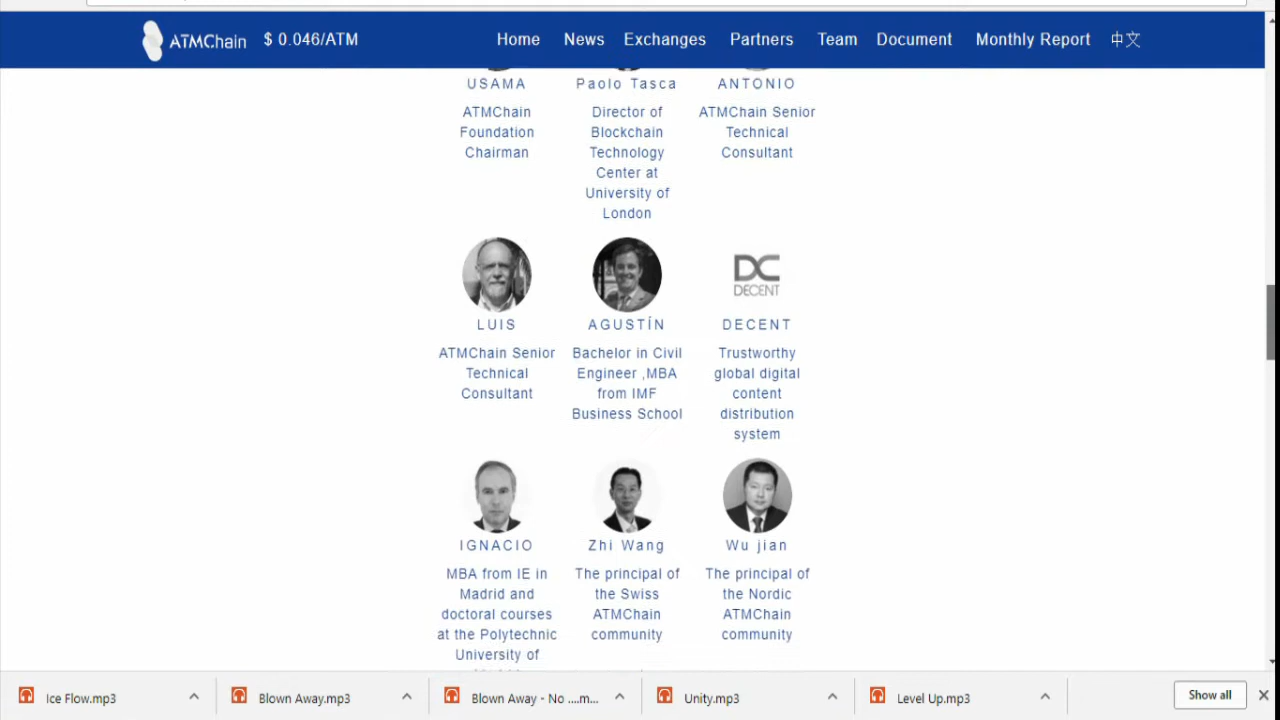 ATMChain $ 0.046/ATM Home News Exchanges Partners Team Document Monthly Report 中文
USAMA
ATMChain
Foundation
Chairman
Paolo Tasca
Director of
Blockchain
Technology
Center at
University of
London
ANTONIO
ATMChain Senior
Technical
Consultant
LUIS
ATMChain Senior
Technical
Consultant
AGUSTÍN
Bachelor in Civil
Engineer ,MBA
from IMF
Business School
DC
DECENT
DECENT
Trustworthy
global digital
content
distribution
system
IGNACIO
MBA from IE in
Madrid and
doctoral courses
at the Polytechnic
University of
Zhi Wang
The principal of
the Swiss
ATMChain
community
Wu jian
The principal of
the Nordic
ATMChain
community
Ice Flow.mp3 Blown Away.mp3 Blown Away - No ....m... Unity.mp3 Level Up.mp3 Show all